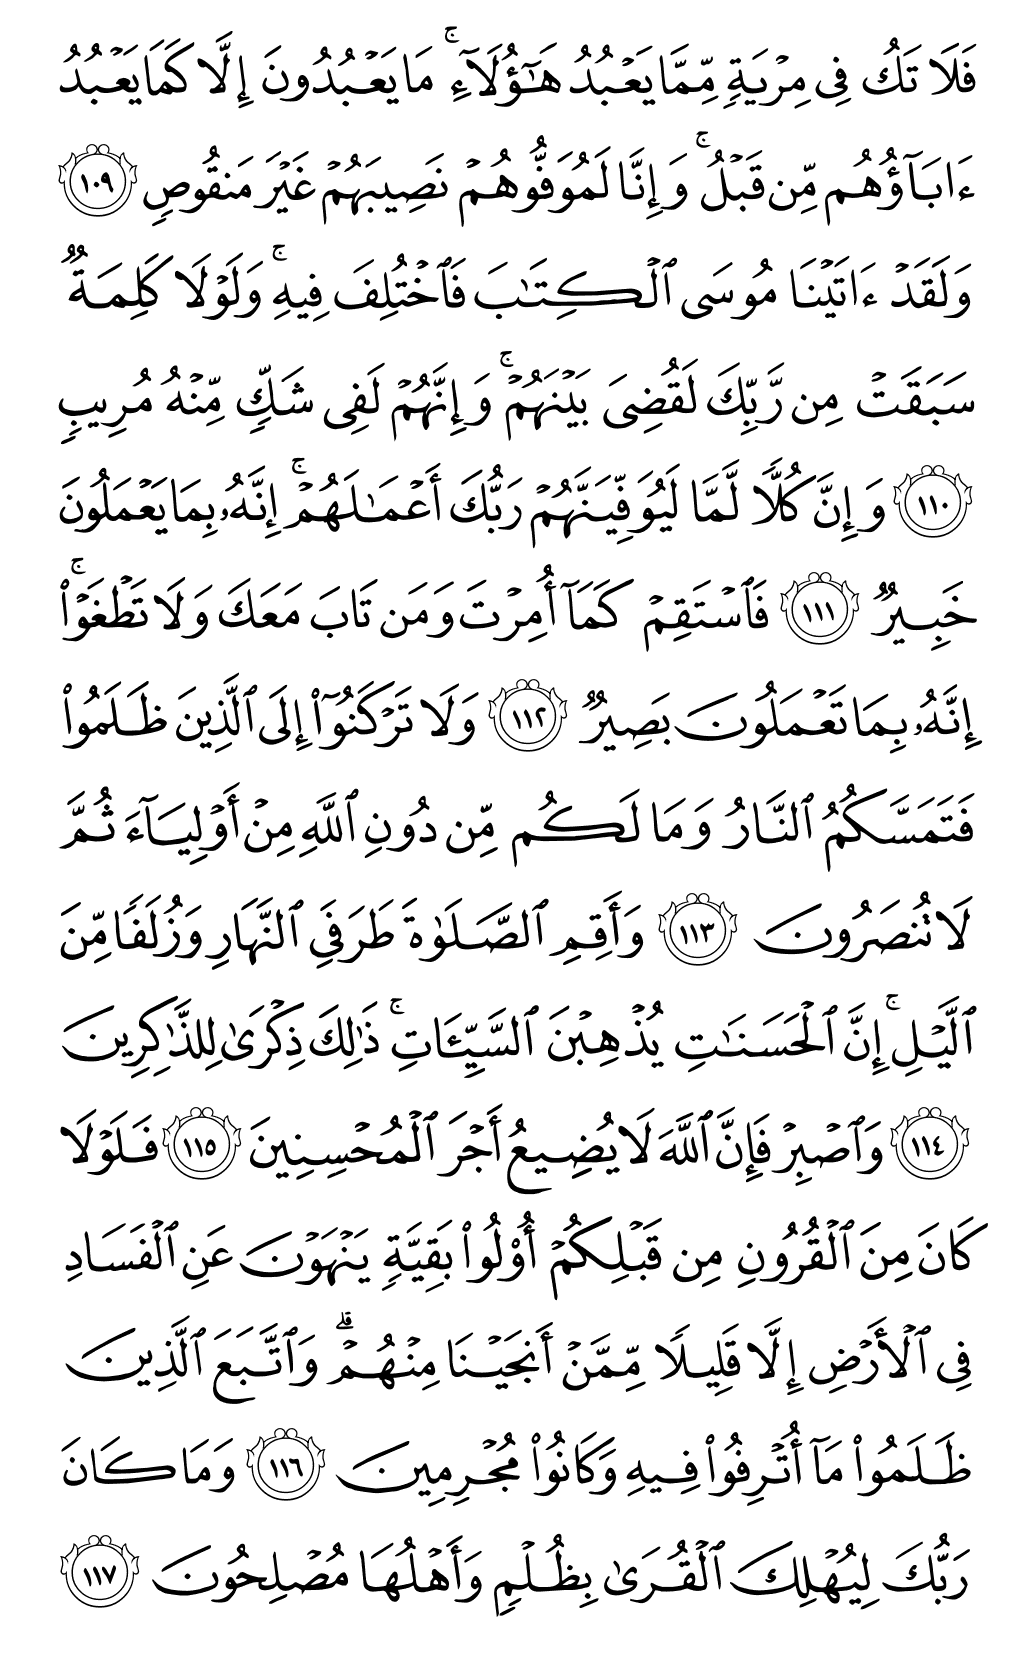 فَلَا تَكُ فِى مِرْيَةٍ مِّمَّا يَعْبُدُ هَٰٓؤُلَآءِ ۚ مَا يَعْبُدُونَ إِلَّا كَمَا يَعْبُدُ
ءَابَآؤُهُم مِّن قَبْلُ ۚ وَإِنَّا لَمُوَفُّوهُمْ نَصِيبَهُمْ غَيْرَ مَنقُوصٍ ١٠٩
وَلَقَدْ ءَاتَيْنَا مُوسَى ٱلْكِتَٰبَ فَٱخْتُلِفَ فِيهِ ۚ وَلَوْلَا كَلِمَةٌ
سَبَقَتْ مِن رَّبِّكَ لَقُضِىَ بَيْنَهُمْ ۚ وَإِنَّهُمْ لَفِى شَكٍّ مِّنْهُ مُرِيبٍ
١١٠ وَإِنَّ كُلًّا لَّمَّا لَيُوَفِّيَنَّهُمْ رَبُّكَ أَعْمَٰلَهُمْ ۚ إِنَّهُۥ بِمَا يَعْمَلُونَ
خَبِيرٌ ١١١ فَٱسْتَقِمْ كَمَآ أُمِرْتَ وَمَن تَابَ مَعَكَ وَلَا تَطْغَوْا۟ ۚ
إِنَّهُۥ بِمَا تَعْمَلُونَ بَصِيرٌ ١١٢ وَلَا تَرْكَنُوٓا۟ إِلَى ٱلَّذِينَ ظَلَمُوا۟
فَتَمَسَّكُمُ ٱلنَّارُ وَمَا لَكُم مِّن دُونِ ٱللَّهِ مِنْ أَوْلِيَآءَ ثُمَّ
لَا تُنصَرُونَ ١١٣ وَأَقِمِ ٱلصَّلَوٰةَ طَرَفَىِ ٱلنَّهَارِ وَزُلَفًا مِّنَ
ٱلَّيْلِ ۚ إِنَّ ٱلْحَسَنَٰتِ يُذْهِبْنَ ٱلسَّيِّـَٔاتِ ۚ ذَٰلِكَ ذِكْرَىٰ لِلذَّٰكِرِينَ
١١٤ وَٱصْبِرْ فَإِنَّ ٱللَّهَ لَا يُضِيعُ أَجْرَ ٱلْمُحْسِنِينَ ١١٥ فَلَوْلَا
كَانَ مِنَ ٱلْقُرُونِ مِن قَبْلِكُمْ أُو۟لُوا۟ بَقِيَّةٍ يَنْهَوْنَ عَنِ ٱلْفَسَادِ
فِى ٱلْأَرْضِ إِلَّا قَلِيلًا مِّمَّنْ أَنجَيْنَا مِنْهُمْ ۗ وَٱتَّبَعَ ٱلَّذِينَ
ظَلَمُوا۟ مَآ أُتْرِفُوا۟ فِيهِ وَكَانُوا۟ مُجْرِمِينَ ١١٦ وَمَا كَانَ
رَبُّكَ لِيُهْلِكَ ٱلْقُرَىٰ بِظُلْمٍ وَأَهْلُهَا مُصْلِحُونَ ١١٧